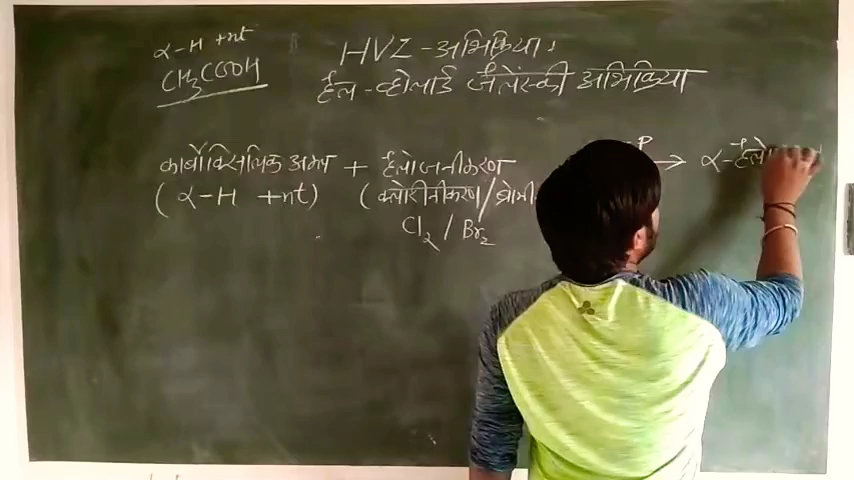 α-H +nt
CH3COOH
HVZ-अभिक्रिया,
हैल-व्होलार्ड जैलेंस्की अभिक्रिया
कार्बोक्सिलिक अम्ल + हैलोजनीकरण P → α-हैलो
(α-H +nt) (क्लोरीनीकरण/ब्रोमी
Cl2 / Br2